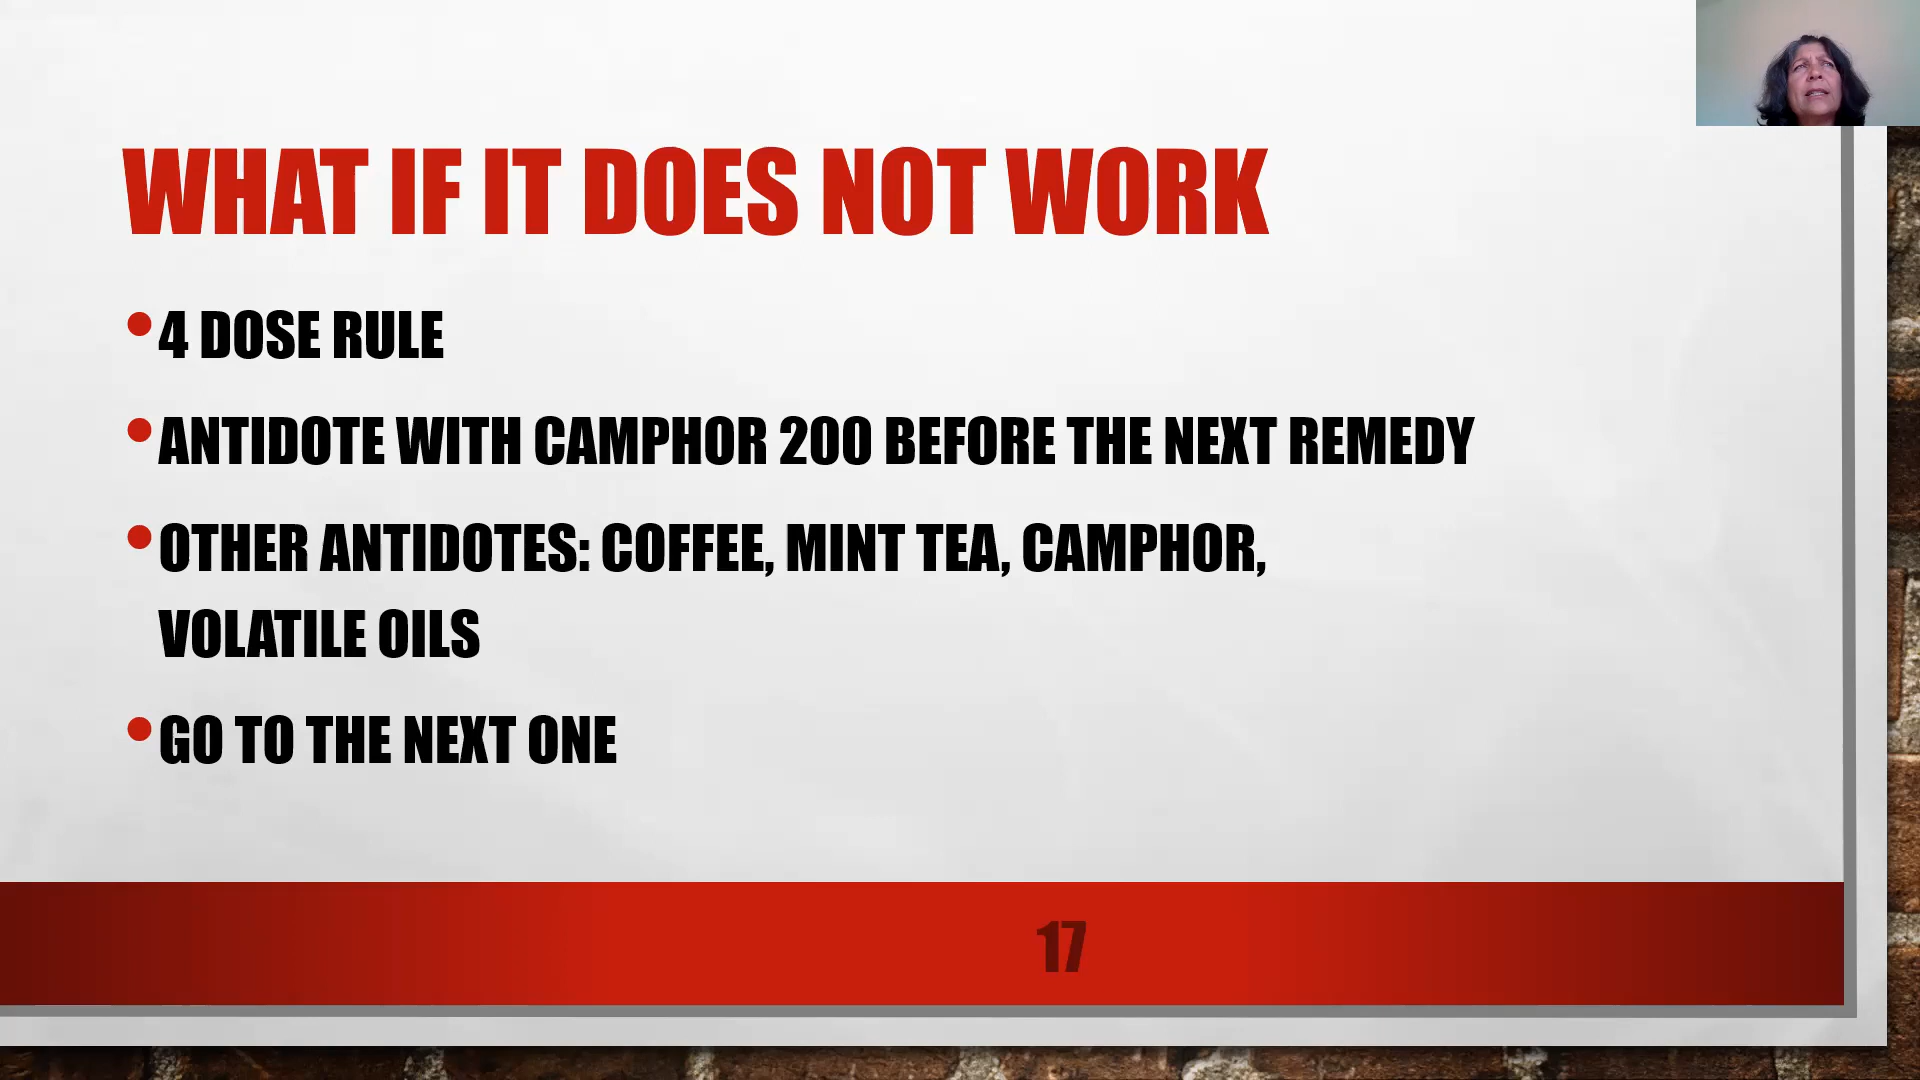 WHAT IF IT DOES NOT WORK
•4 DOSE RULE
•ANTIDOTE WITH CAMPHOR 200 BEFORE THE NEXT REMEDY
•OTHER ANTIDOTES: COFFEE, MINT TEA, CAMPHOR,
VOLATILE OILS
•GO TO THE NEXT ONE
17